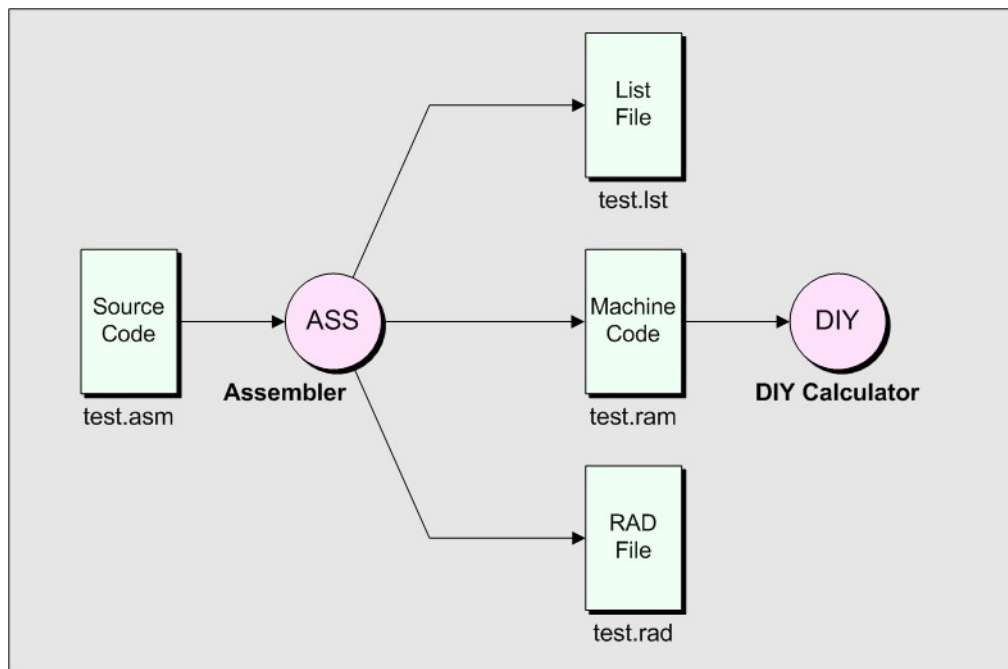 List
File
test.lst
Source
Code
test.asm
ASS
Assembler
Machine
Code
test.ram
DIY
DIY Calculator
RAD
File
test.rad